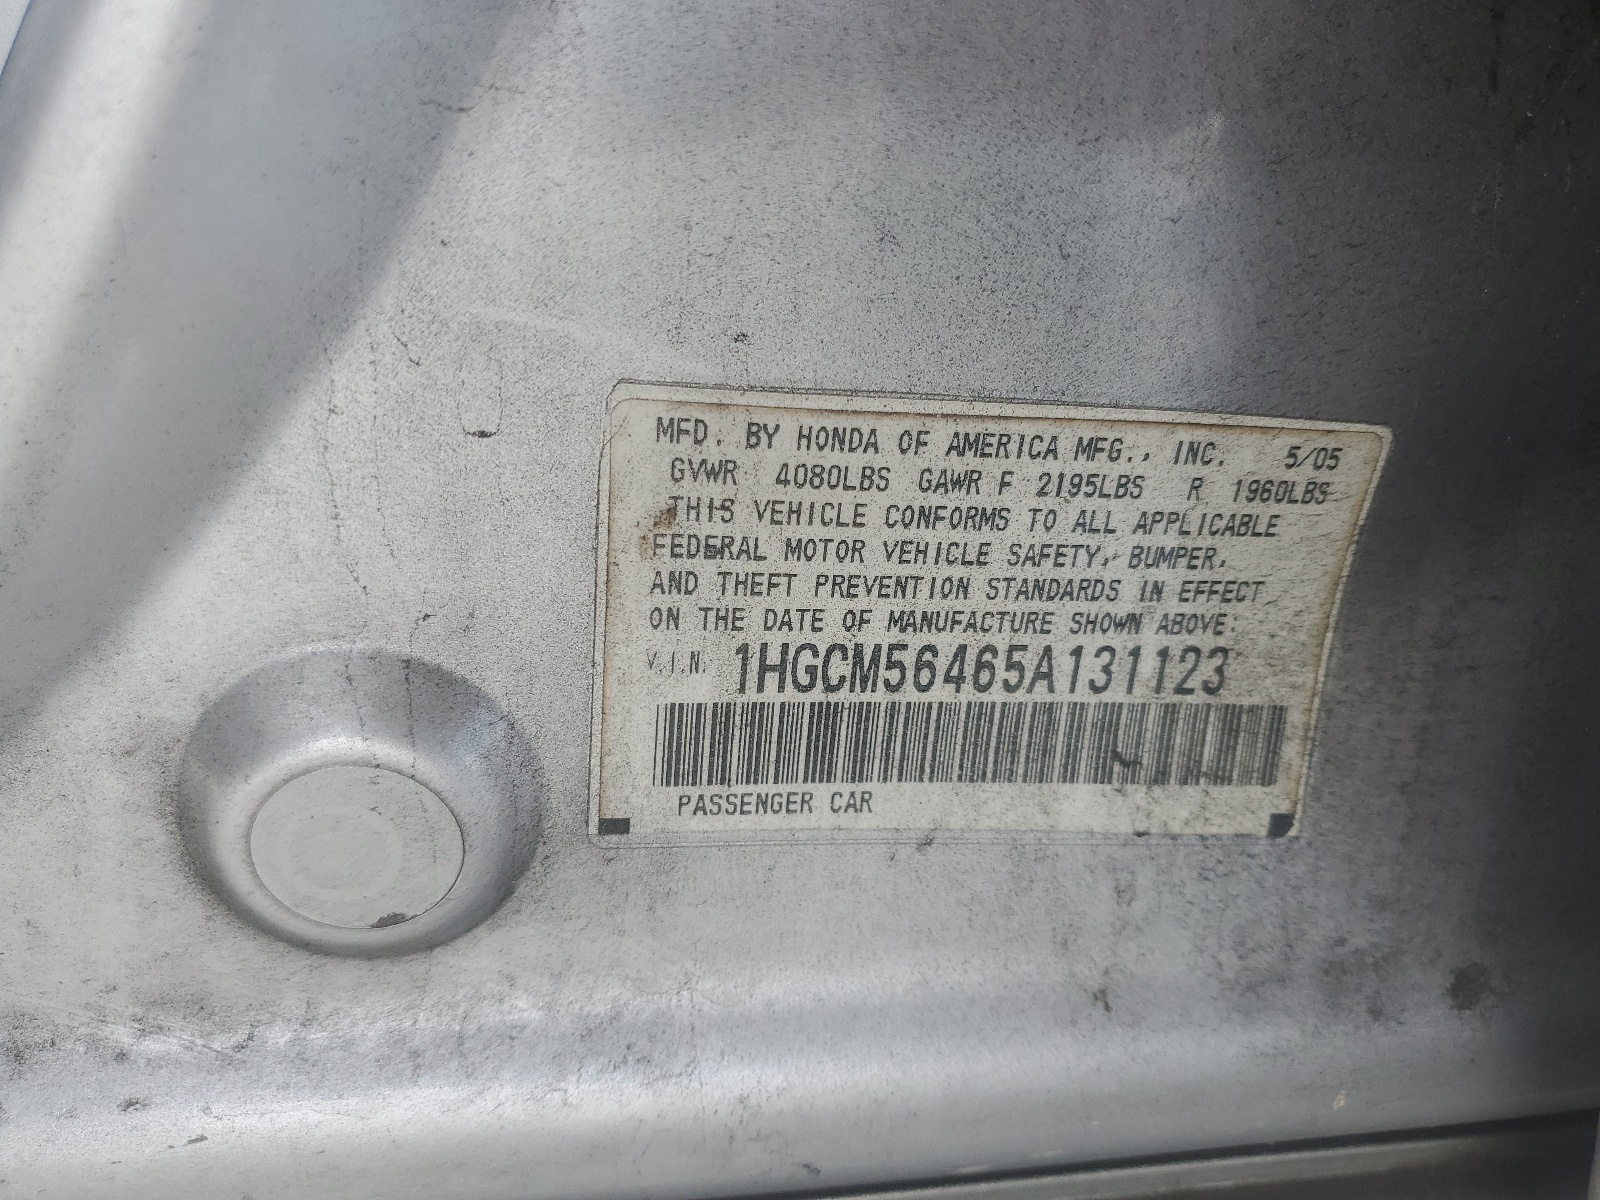 MFD. BY HONDA OF AMERICA MFG., INC. 5/05
GVWR 4080LBS GAWR F 2195LBS R 1960LBS
THIS VEHICLE CONFORMS TO ALL APPLICABLE
FEDERAL MOTOR VEHICLE SAFETY, BUMPER,
AND THEFT PREVENTION STANDARDS IN EFFECT
ON THE DATE OF MANUFACTURE SHOWN ABOVE:
V.I.N. 1HGCM56465A131123
PASSENGER CAR